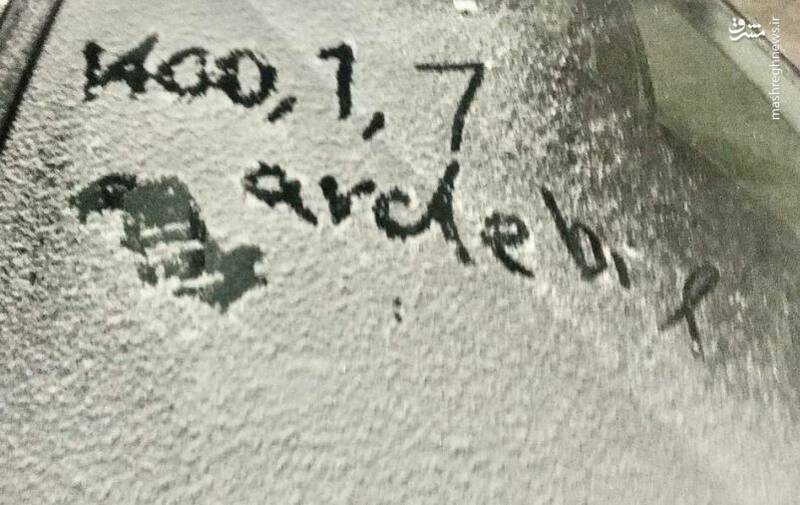 1400,1,7
ardebil
مشرق
mashreghnews.ir